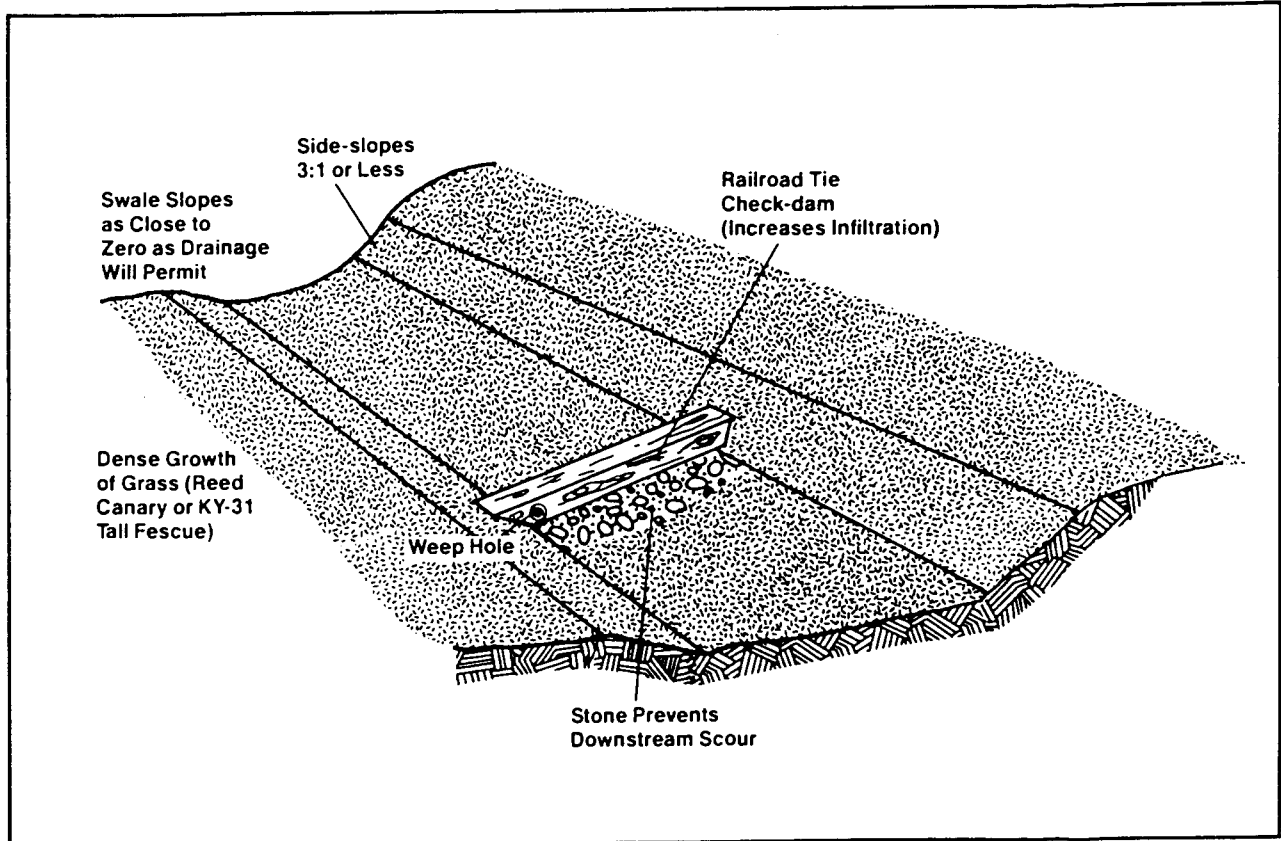 Side-slopes
3:1 or Less
Swale Slopes
as Close to
Zero as Drainage
Will Permit
Railroad Tie
Check-dam
(Increases Infiltration)
Dense Growth
of Grass (Reed
Canary or KY-31
Tall Fescue)
Weep Hole
Stone Prevents
Downstream Scour